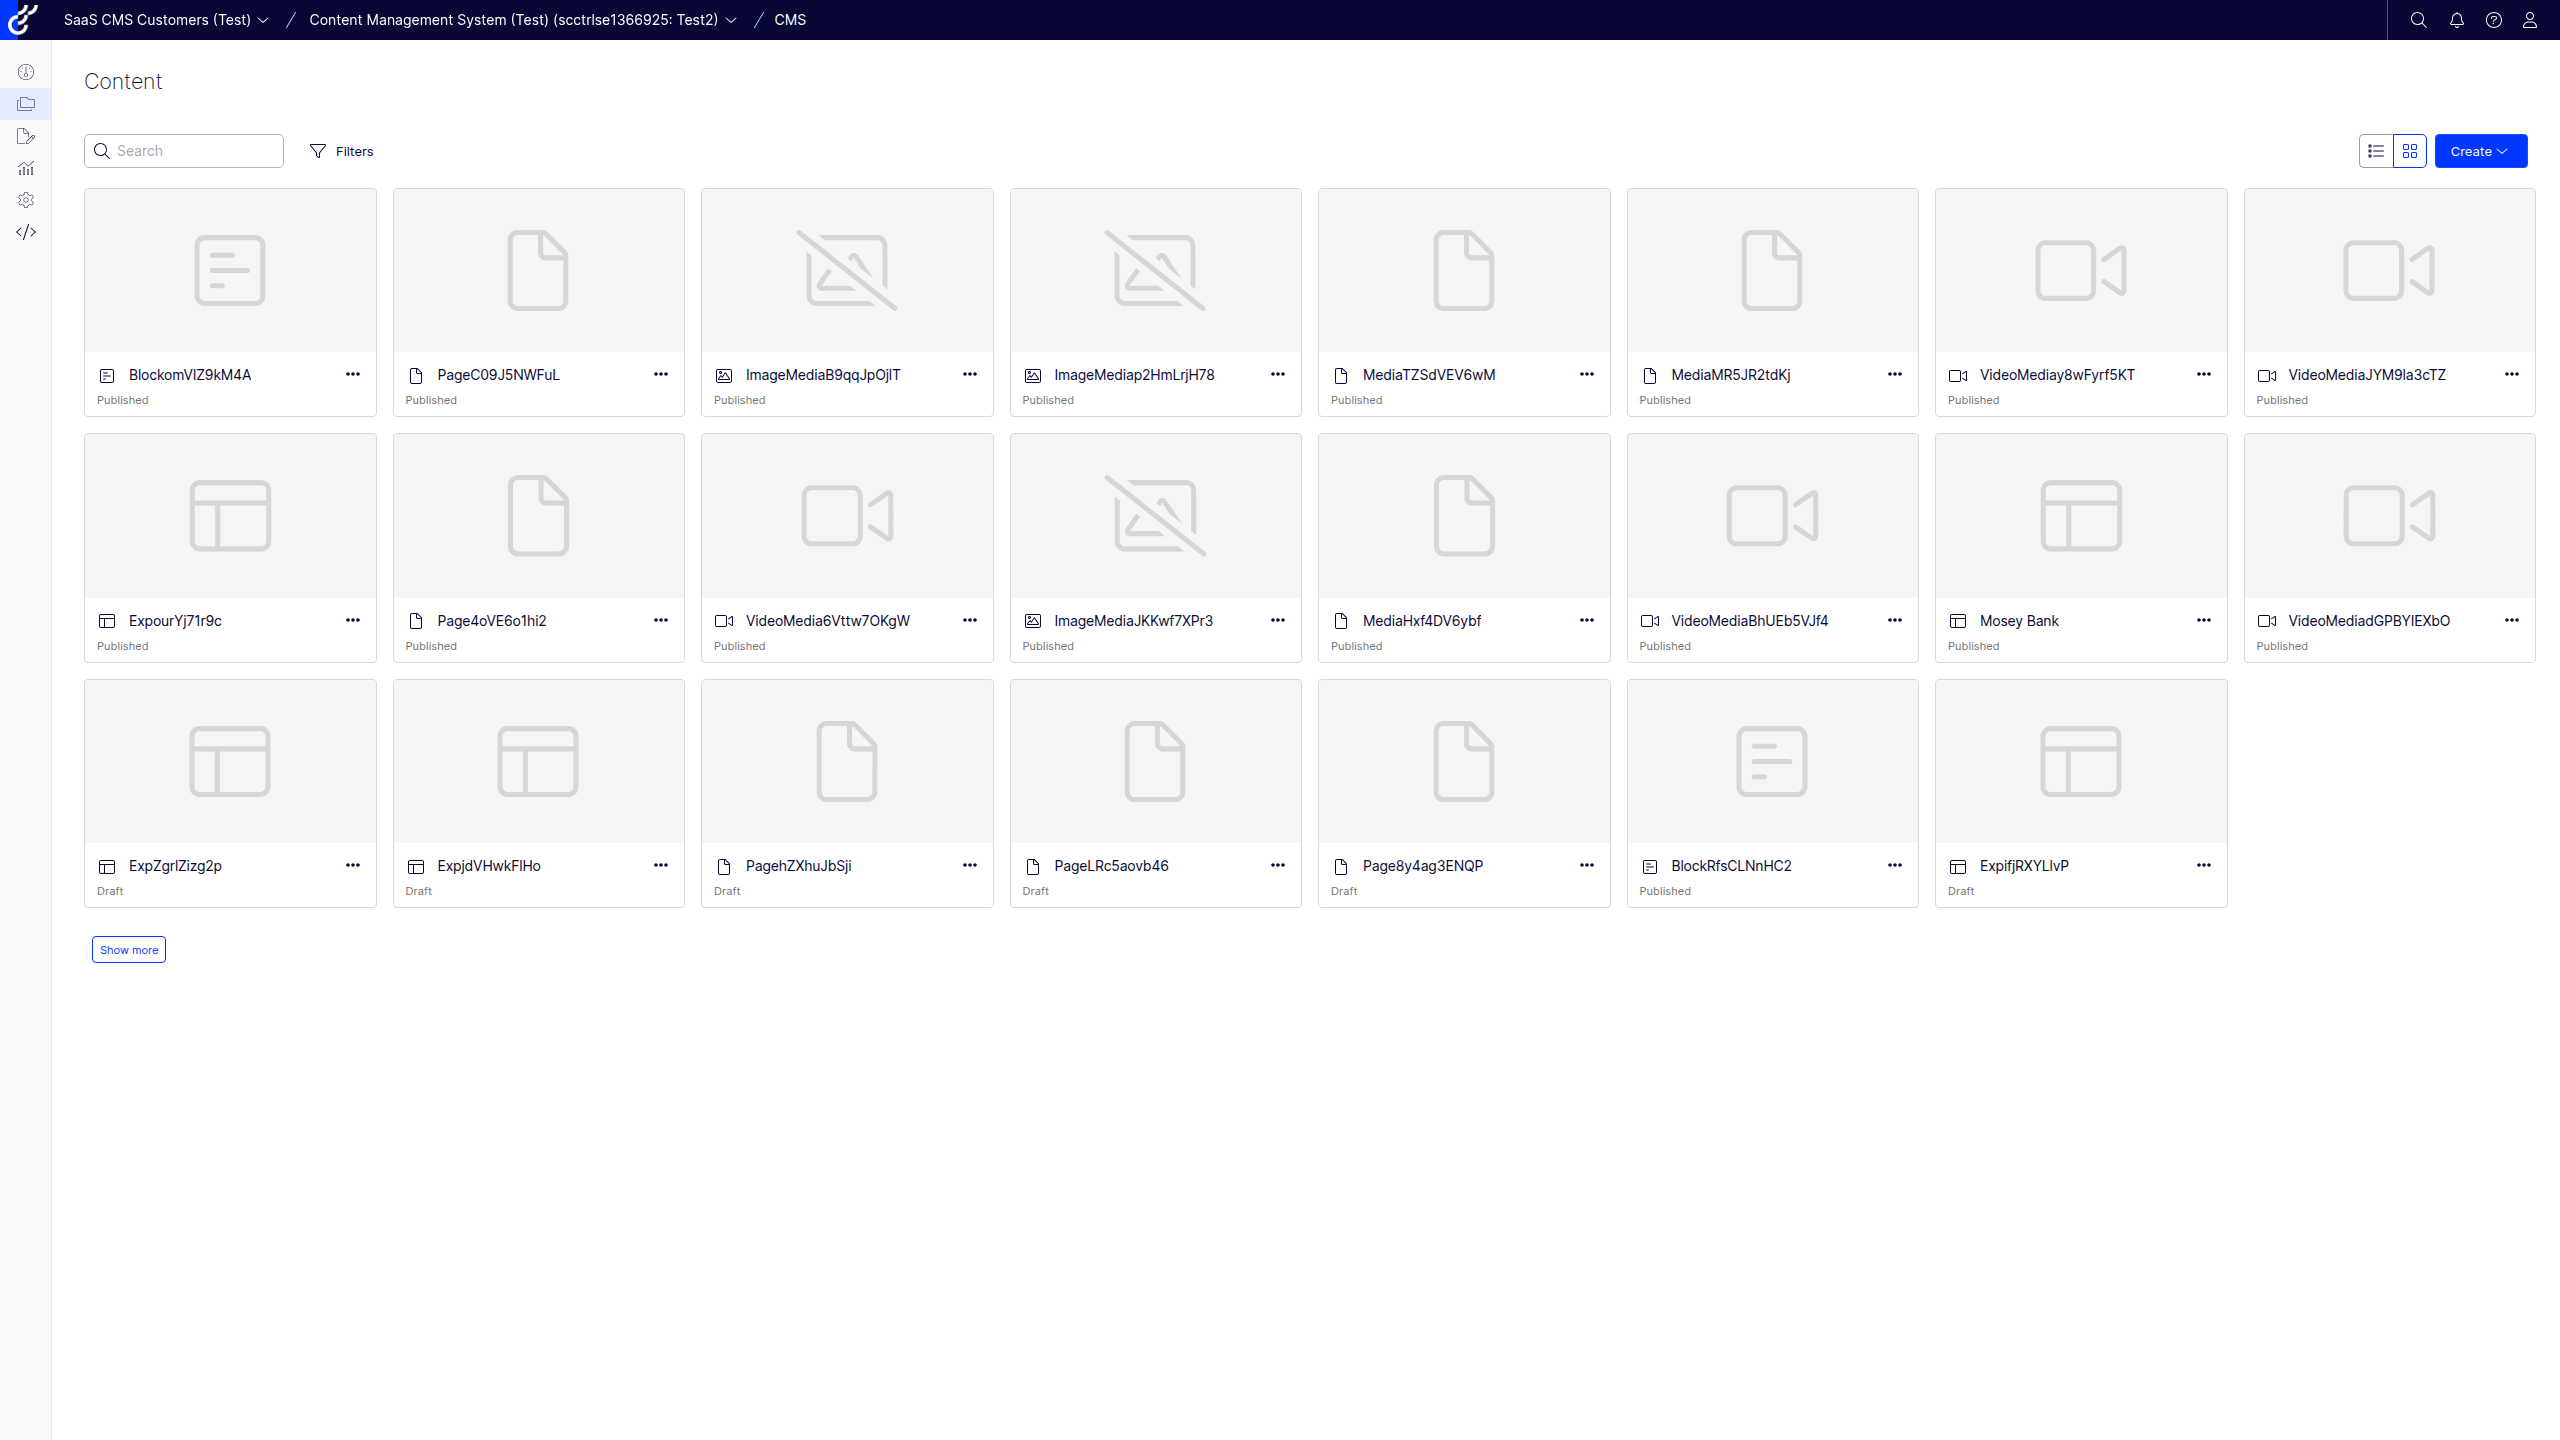 SaaS CMS Customers (Test) / Content Management System (Test) (scctrlse1366925: Test2) / CMS
Content
Search Filters Create
BlockomVIZ9kM4A PageC09J5NWFuL ImageMediaB9qqJpOjIT ImageMediap2HmLrjH78 MediaTZSdVEV6wM MediaMR5JR2tdKj VideoMediay8wFyrf5KT VideoMediaJYM9Ia3cTZ
Published Published Published Published Published Published Published Published
ExpourYj71r9c Page4oVE6o1hi2 VideoMedia6Vttw7OKgW ImageMediaJKKwf7XPr3 MediaHxf4DV6ybf VideoMediaBhUEb5VJf4 Mosey Bank VideoMediadGPBYIEXbO
Published Published Published Published Published Published Published Published
ExpZgrlZizg2p ExpjdVHwkFlHo PagehZXhuJbSji PageLRc5aovb46 Page8y4ag3ENQP BlockRfsCLNnHC2 ExpifjRXYLlvP
Draft Draft Draft Draft Draft Published Draft
Show more